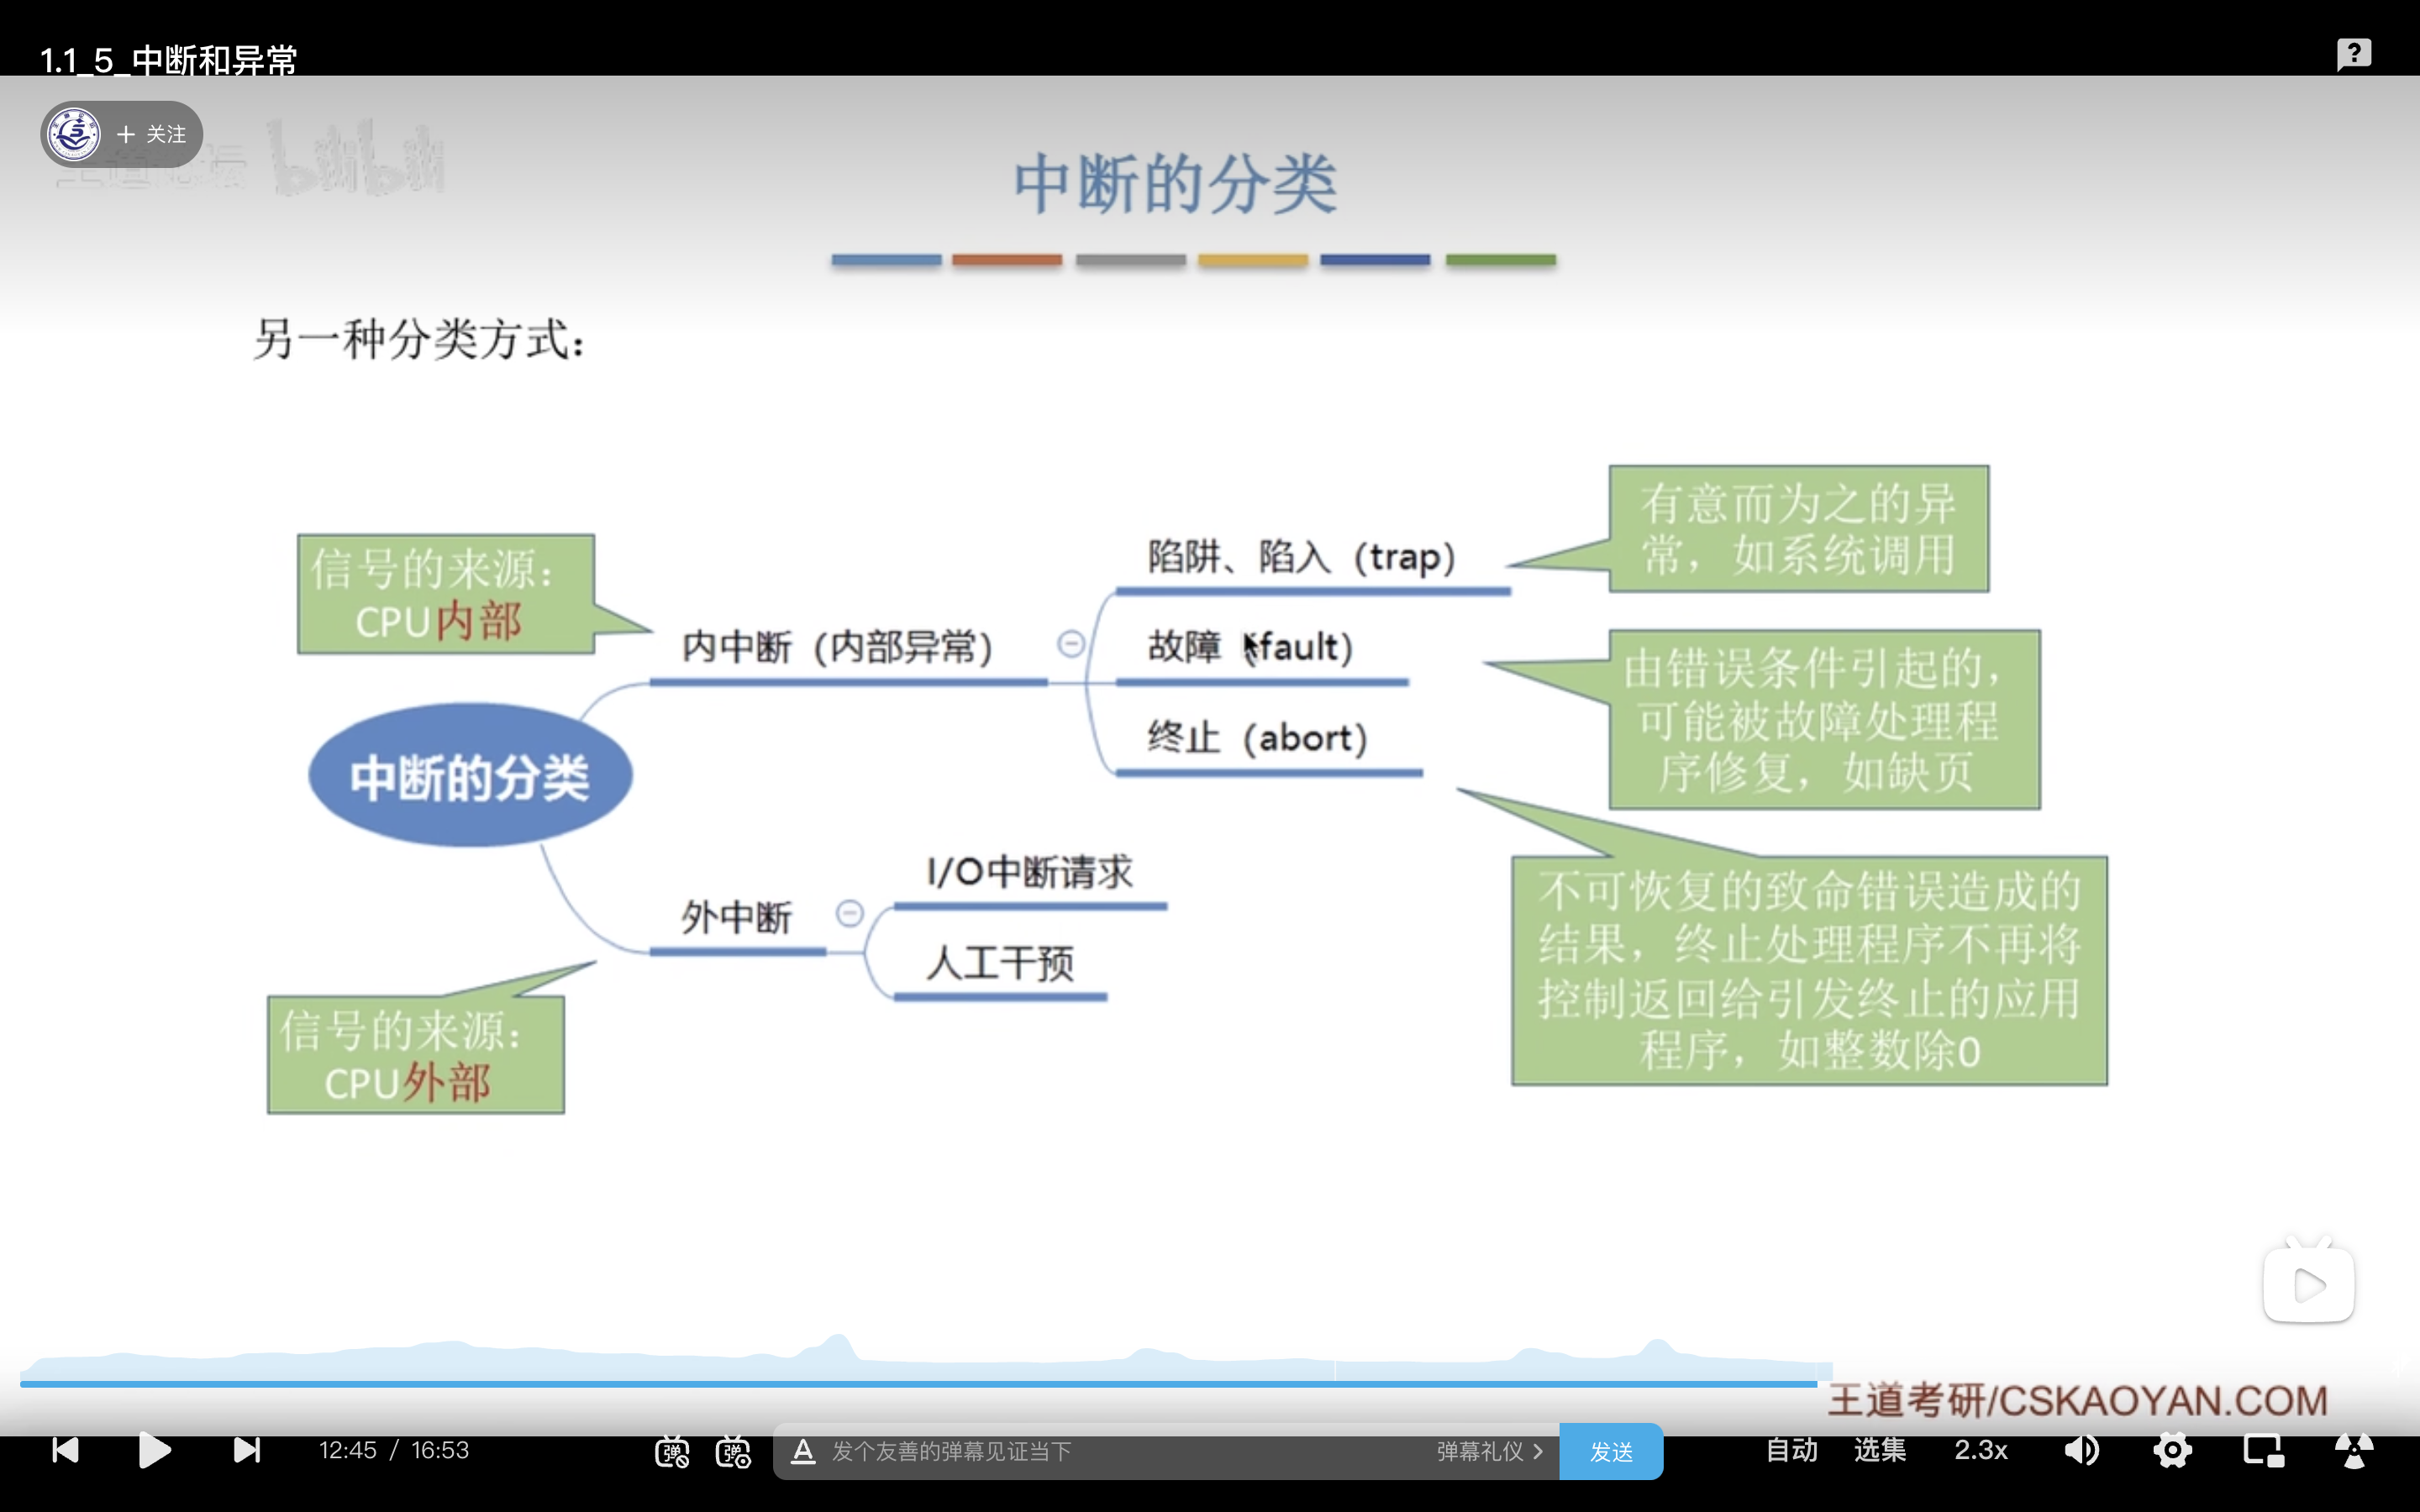 1.1_5_中断和异常
+ 关注
bilibili
中断的分类
另一种分类方式：
信号的来源：
CPU内部
内中断（内部异常）
陷阱、陷入（trap）
有意而为之的异
常，如系统调用
故障（fault）
由错误条件引起的，
可能被故障处理程
序修复，如缺页
终止（abort）
不可恢复的致命错误造成的
结果，终止处理程序不再将
控制返回给引发终止的应用
程序，如整数除0
中断的分类
外中断
I/O中断请求
人工干预
信号的来源：
CPU外部
王道考研/CSKAOYAN.COM
12:45 / 16:53
弹
弹
A 发个友善的弹幕见证当下
弹幕礼仪 >
发送
自动
选集
2.3x